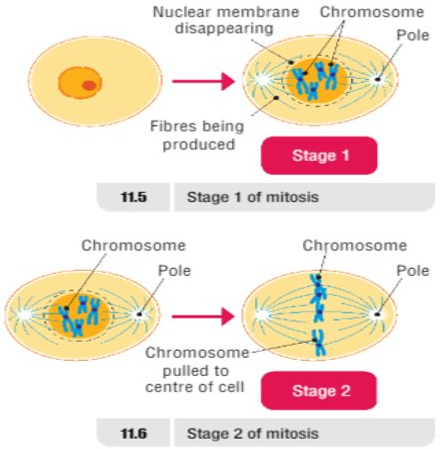 Nuclear membrane
disappearing
Chromosome
Pole
Fibres being
produced
Stage 1
11.5 Stage 1 of mitosis
Chromosome
Pole
Chromosome
Pole
Chromosome
pulled to
centre of cell
Stage 2
11.6 Stage 2 of mitosis